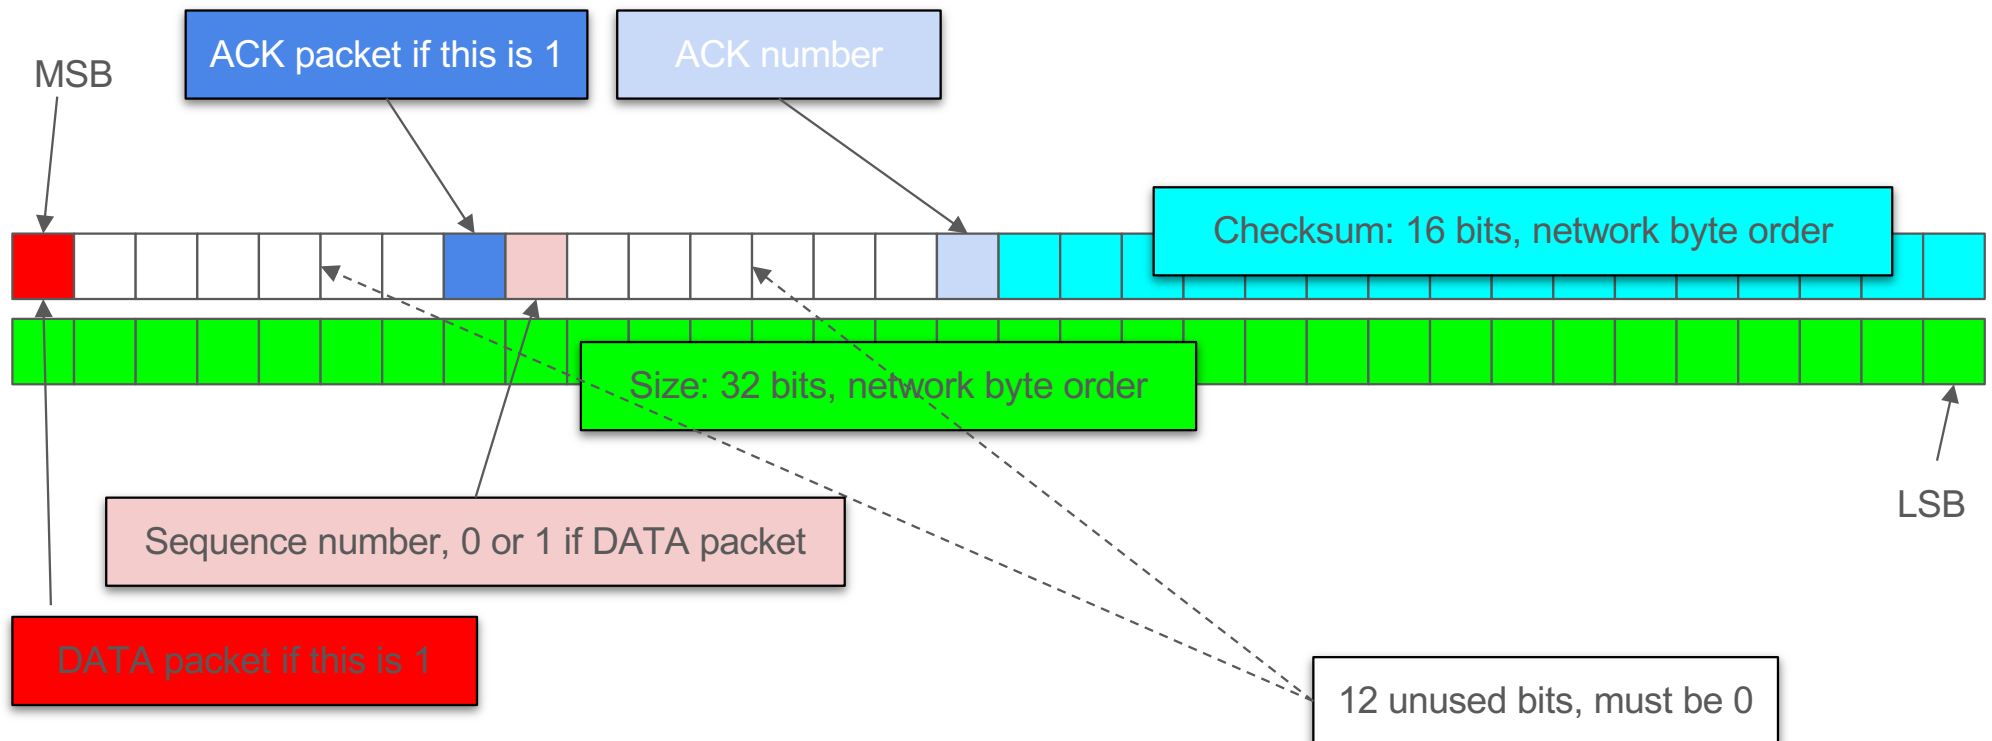 ACK packet if this is 1
ACK number
MSB
Checksum: 16 bits, network byte order
Size: 32 bits, network byte order
LSB
Sequence number, 0 or 1 if DATA packet
DATA packet if this is 1
12 unused bits, must be 0